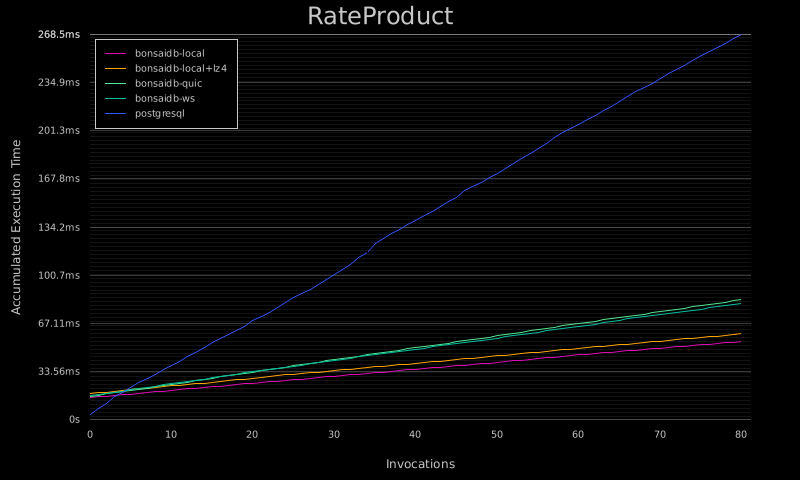 RateProduct
268.5ms
234.9ms
201.3ms
167.8ms
134.2ms
100.7ms
67.11ms
33.56ms
0s
Accumulated Execution Time
bonsaidb-local
bonsaidb-local+lz4
bonsaidb-quic
bonsaidb-ws
postgresql
0 10 20 30 40 50 60 70 80
Invocations